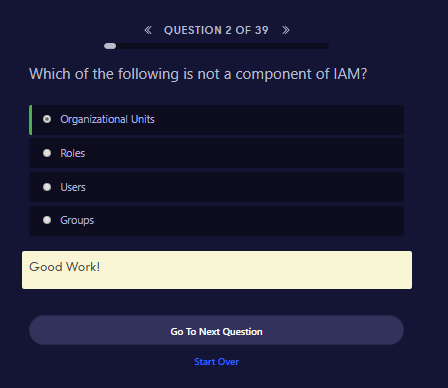 « QUESTION 2 OF 39 »
Which of the following is not a component of IAM?
Organizational Units
Roles
Users
Groups
Good Work!
Go To Next Question
Start Over